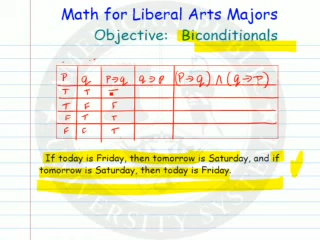 Math for Liberal Arts Majors
Objective: Biconditionals
P q P→q q→p (P→q) ∧ (q→P)
T T T
T F F
F T T
F F T
If today is Friday, then tomorrow is Saturday, and if
tomorrow is Saturday, then today is Friday.